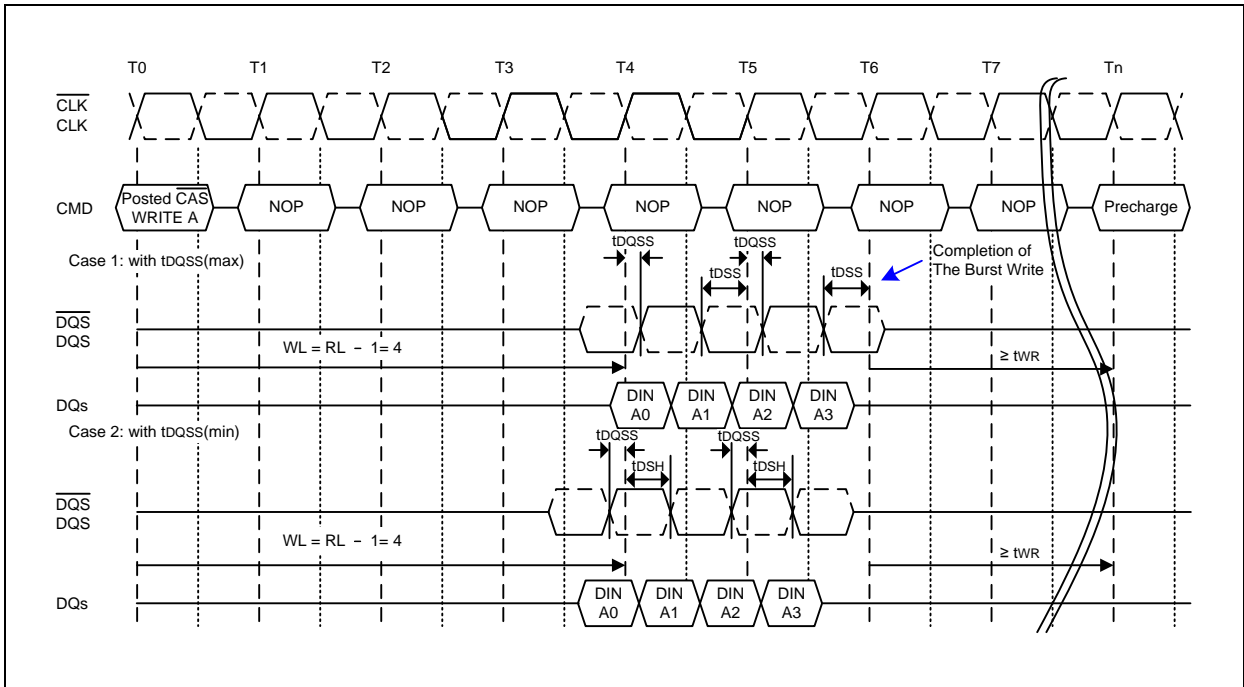 T0 T1 T2 T3 T4 T5 T6 T7 Tn
CLK
CLK
CMD
Posted CAS
WRITE A
NOP NOP NOP NOP NOP NOP NOP Precharge
Case 1: with tDQSS(max)
tDQSS tDQSS
tDSS tDSS
Completion of
The Burst Write
DQS
DQS
WL = RL - 1= 4
≥ tWR
DQs
DIN DIN DIN DIN
A0 A1 A2 A3
Case 2: with tDQSS(min)
tDQSS tDQSS
tDSH tDSH
DQS
DQS
WL = RL - 1= 4
≥ tWR
DQs
DIN DIN DIN DIN
A0 A1 A2 A3